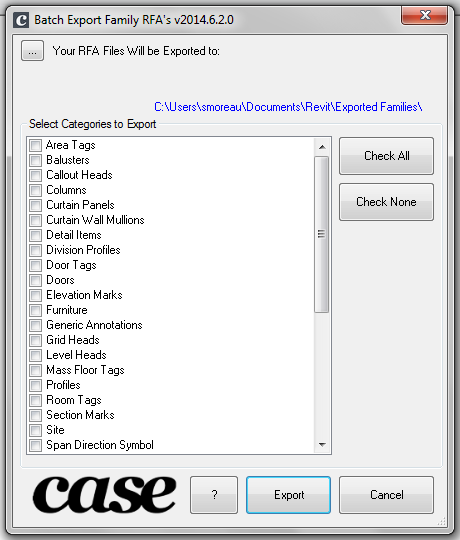 c Batch Export Family RFA's v2014.6.2.0
... Your RFA Files Will be Exported to:
C:\Users\smoreau\Documents\Revit\Exported Families\
Select Categories to Export
Area Tags
Balusters
Callout Heads
Columns
Curtain Panels
Curtain Wall Mullions
Detail Items
Division Profiles
Door Tags
Doors
Elevation Marks
Furniture
Generic Annotations
Grid Heads
Level Heads
Mass Floor Tags
Profiles
Room Tags
Section Marks
Site
Span Direction Symbol
Check All
Check None
case ? Export Cancel